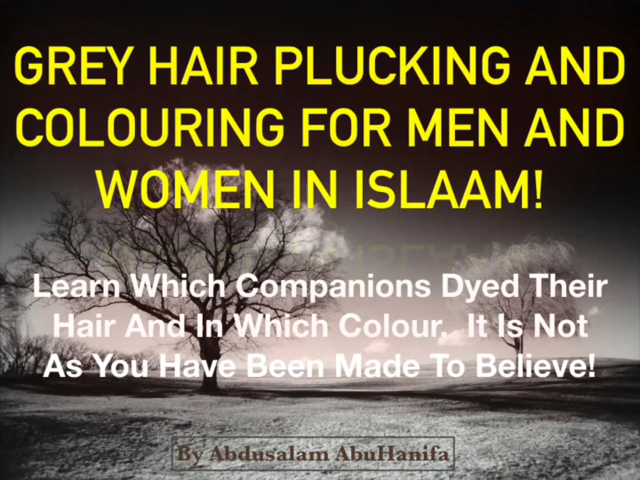 GREY HAIR PLUCKING AND
COLOURING FOR MEN AND
WOMEN IN ISLAAM!
Learn Which Companions Dyed Their
Hair And In Which Colour.  It Is Not
As You Have Been Made To Believe!
By Abdusalam AbuHanifa